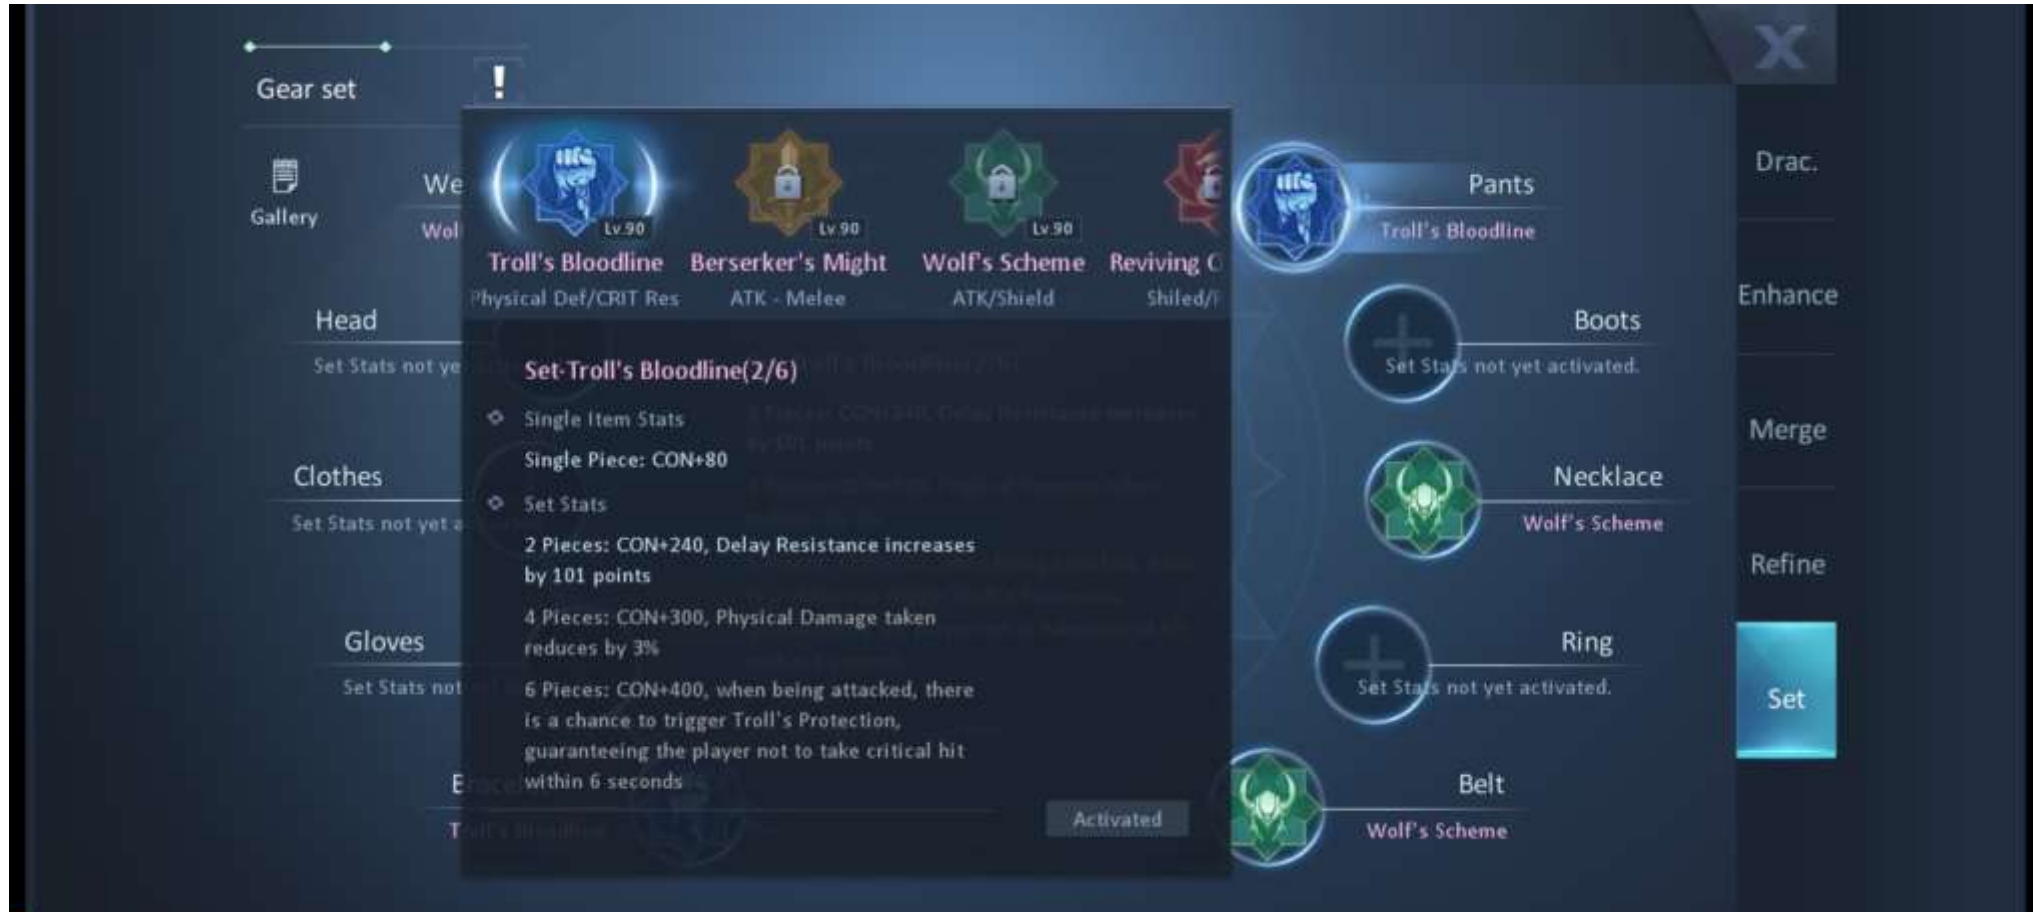 Gear set
!
X
Gallery
We
Wol
Lv.90
Lv.90
Lv.90
Troll's Bloodline
Berserker's Might
Wolf's Scheme
Reviving
Physical Def/CRIT Res
ATK - Melee
ATK/Shield
Shiled/
Head
Set Stats not ye
Clothes
Set Stats not yet a
Gloves
Set Stats not
Set-Troll's Bloodline(2/6)
Single Item Stats
Single Piece: CON+80
Set Stats
2 Pieces: CON+240, Delay Resistance increases
by 101 points
4 Pieces: CON+300, Physical Damage taken
reduces by 3%
6 Pieces: CON+400, when being attacked, there
is a chance to trigger Troll's Protection,
guaranteeing the player not to take critical hit
within 6 seconds
Activated
Pants
Troll's Bloodline
Boots
Set Stats not yet activated.
Necklace
Wolf's Scheme
Ring
Set Stats not yet activated.
Belt
Wolf's Scheme
Drac.
Enhance
Merge
Refine
Set